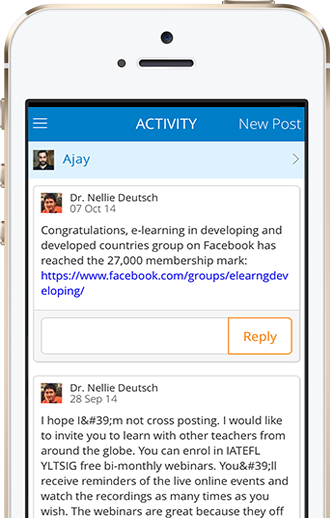 ACTIVITY New Post
Ajay
Dr. Nellie Deutsch
07 Oct 14
Congratulations, e-learning in developing and
developed countries group on Facebook has
reached the 27,000 membership mark:
https://www.facebook.com/groups/elearngdev
eloping/
Reply
Dr. Nellie Deutsch
28 Sep 14
I hope I&#39;m not cross posting. I would like
to invite you to learn with other teachers from
around the globe. You can enrol in IATEFL
YLTSIG free bi-monthly webinars. You&#39;ll
receive reminders of the live online events and
watch the recordings as many times as you
wish. The webinars are great because they off